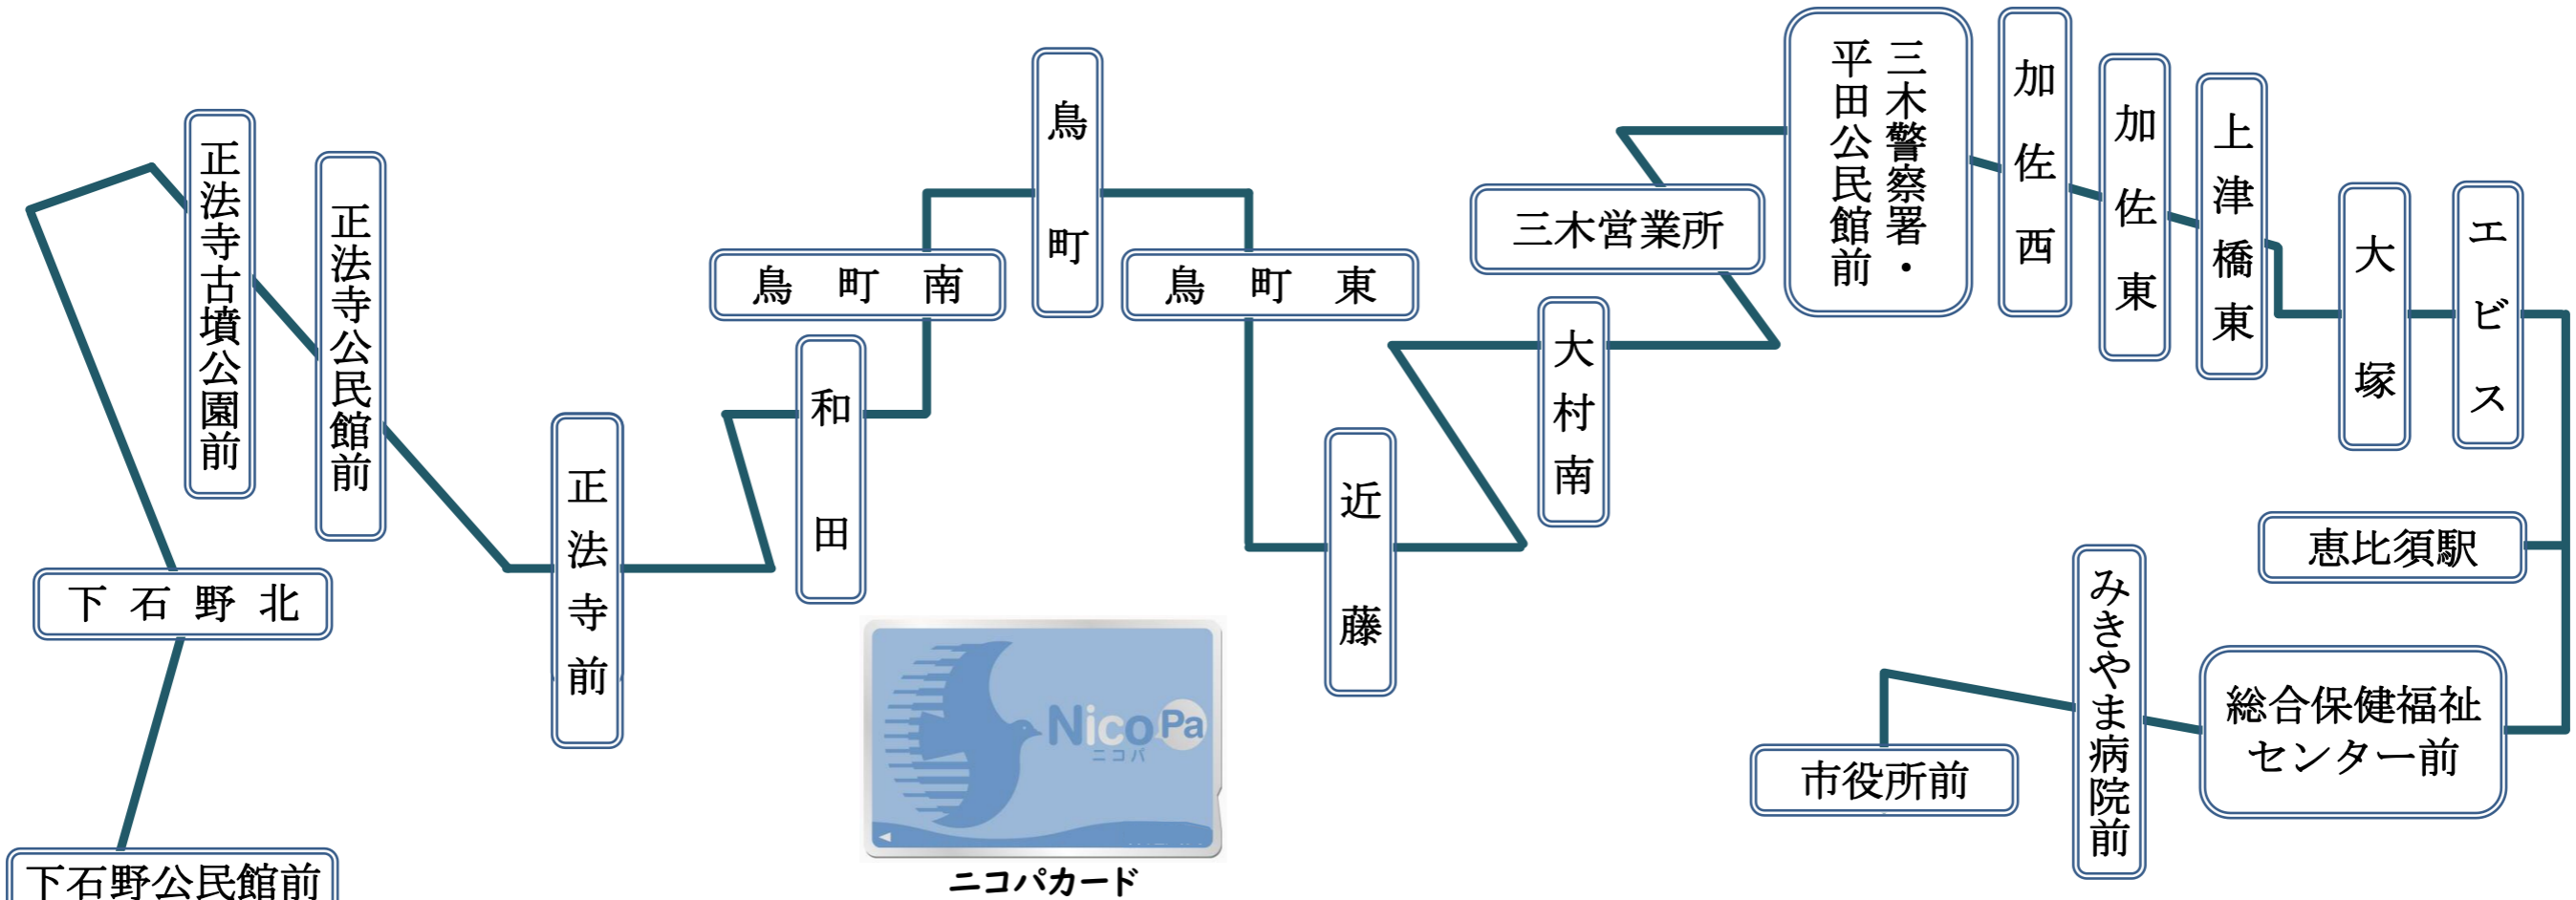 正法寺古墳公園前
正法寺公民館前
下石野北
下石野公民館前
正法寺前
和田
鳥町南
鳥町
鳥町東
近藤
大村南
三木営業所
三木警察署・
平田公民館前
加佐西
加佐東
上津橋東
大塚
エビス
恵比須駅
総合保健福祉
センター前
みきやま病院前
市役所前
NicoPa
ニコパ
ニコパカード